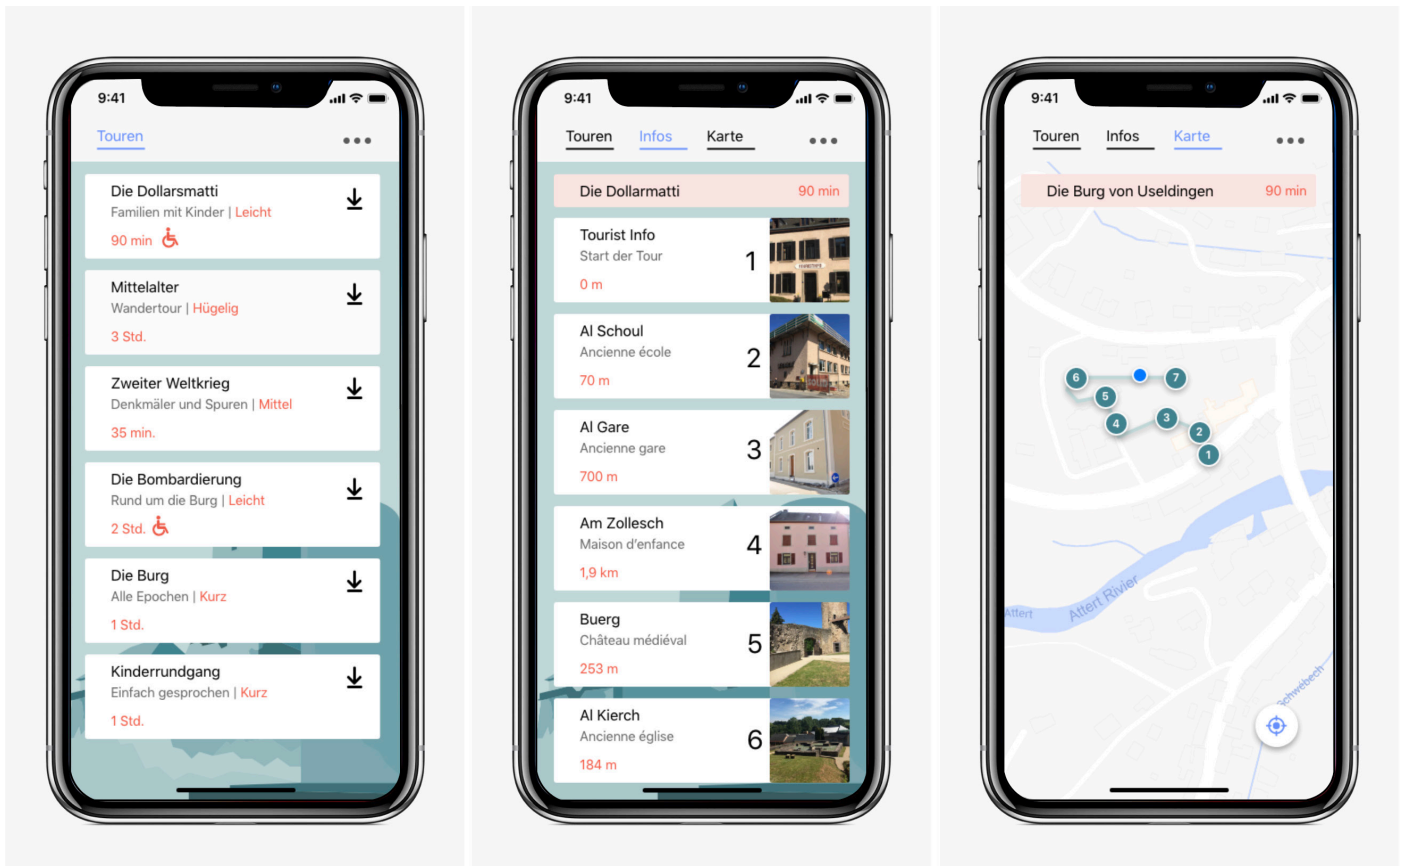 9:41
Touren
Die Dollarsmatti
Familien mit Kinder | Leicht
90 min
Mittelalter
Wandertour | Hügelig
3 Std.
Zweiter Weltkrieg
Denkmäler und Spuren | Mittel
35 min.
Die Bombardierung
Rund um die Burg | Leicht
2 Std.
Die Burg
Alle Epochen | Kurz
1 Std.
Kinderrundgang
Einfach gesprochen | Kurz
1 Std.
9:41
Touren Infos Karte
Die Dollarmatti 90 min
Tourist Info
Start der Tour
1
0 m
Al Schoul
Ancienne école
2
70 m
Al Gare
Ancienne gare
3
700 m
Am Zollesch
Maison d'enfance
4
1,9 km
Buerg
Château médiéval
5
253 m
Al Kierch
Ancienne église
6
184 m
9:41
Touren Infos Karte
Die Burg von Useldingen 90 min
6
7
5
4
3
2
1
Attert
Attert Rivier
Schwébech